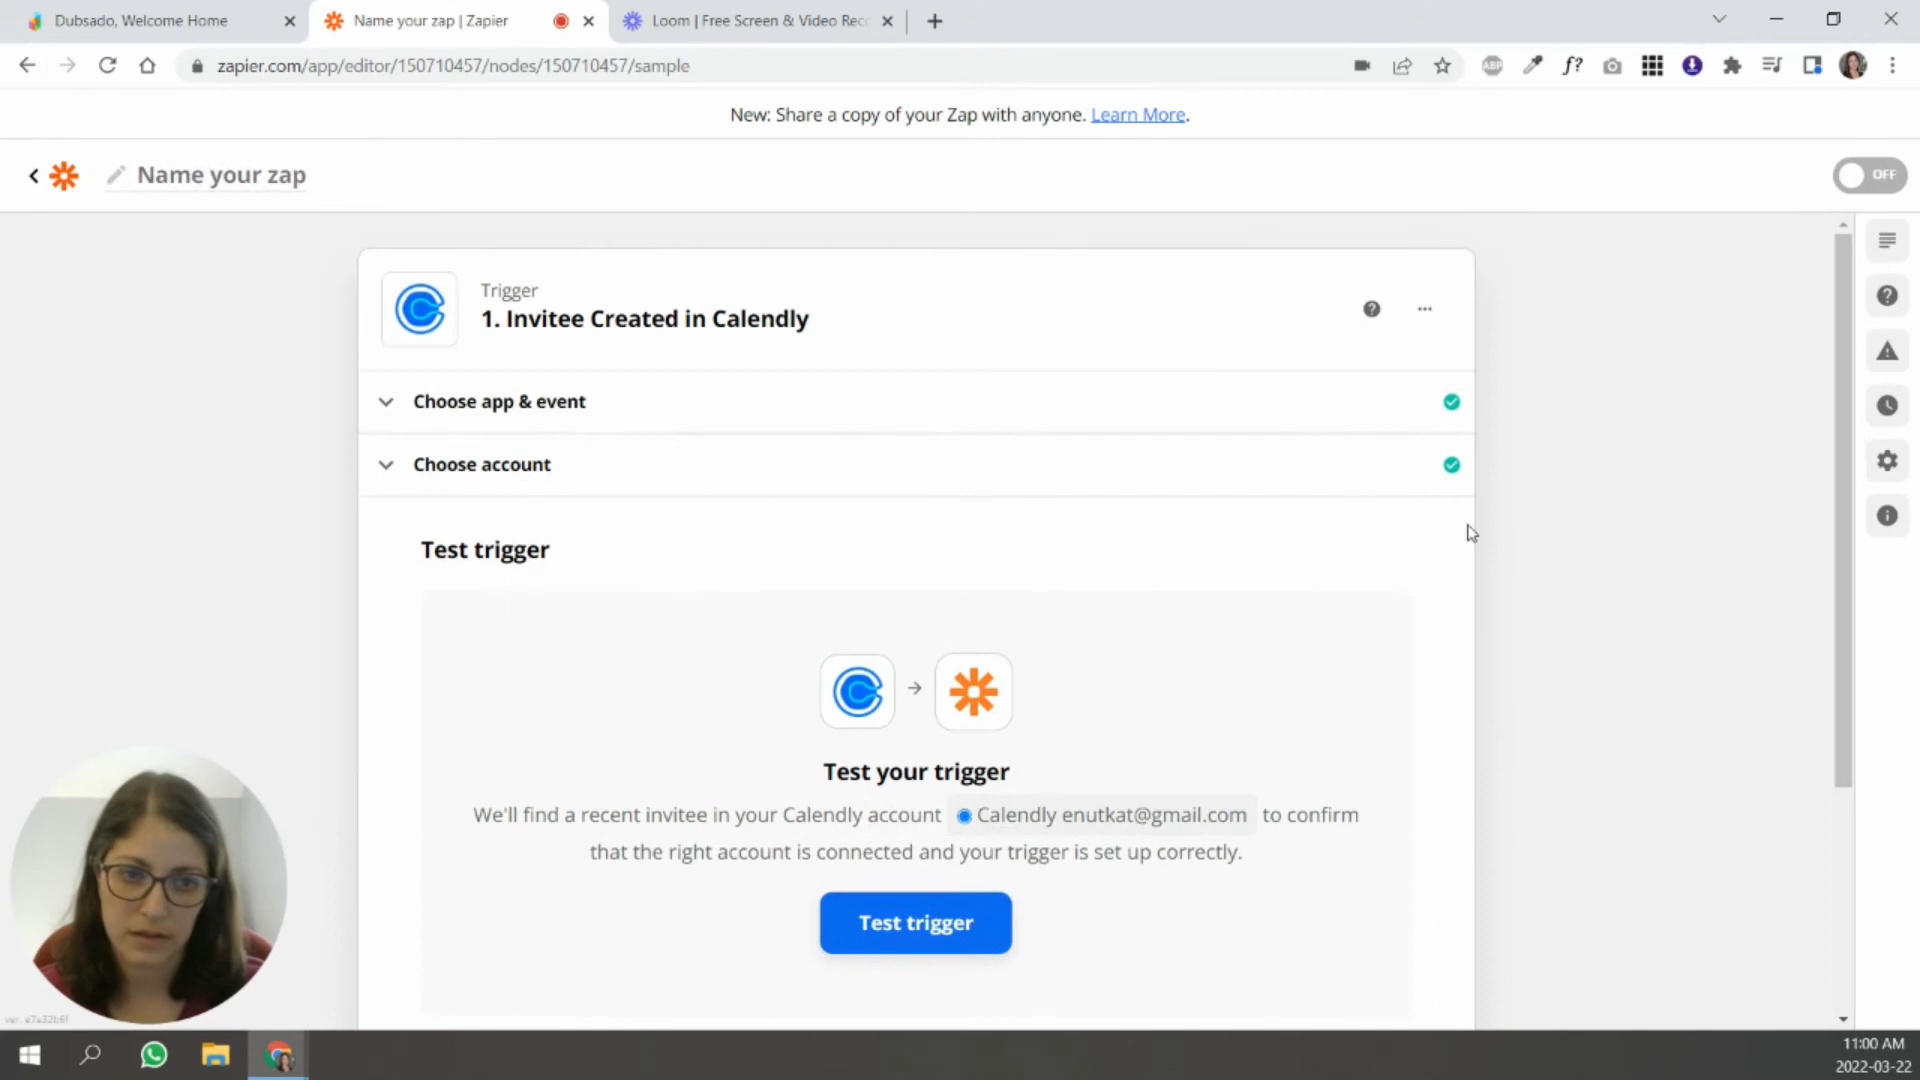 Dubsado, Welcome Home
Name your zap | Zapier
Loom | Free Screen & Video Rec
zapier.com/app/editor/150710457/nodes/150710457/sample
ABP
f?
New: Share a copy of your Zap with anyone. Learn More.
Name your zap
OFF
Trigger
1. Invitee Created in Calendly
Choose app & event
Choose account
Test trigger
Test your trigger
We'll find a recent invitee in your Calendly account Calendly enutkat@gmail.com to confirm
that the right account is connected and your trigger is set up correctly.
Test trigger
ver. e7e32b6f
11:00 AM
2022-03-22